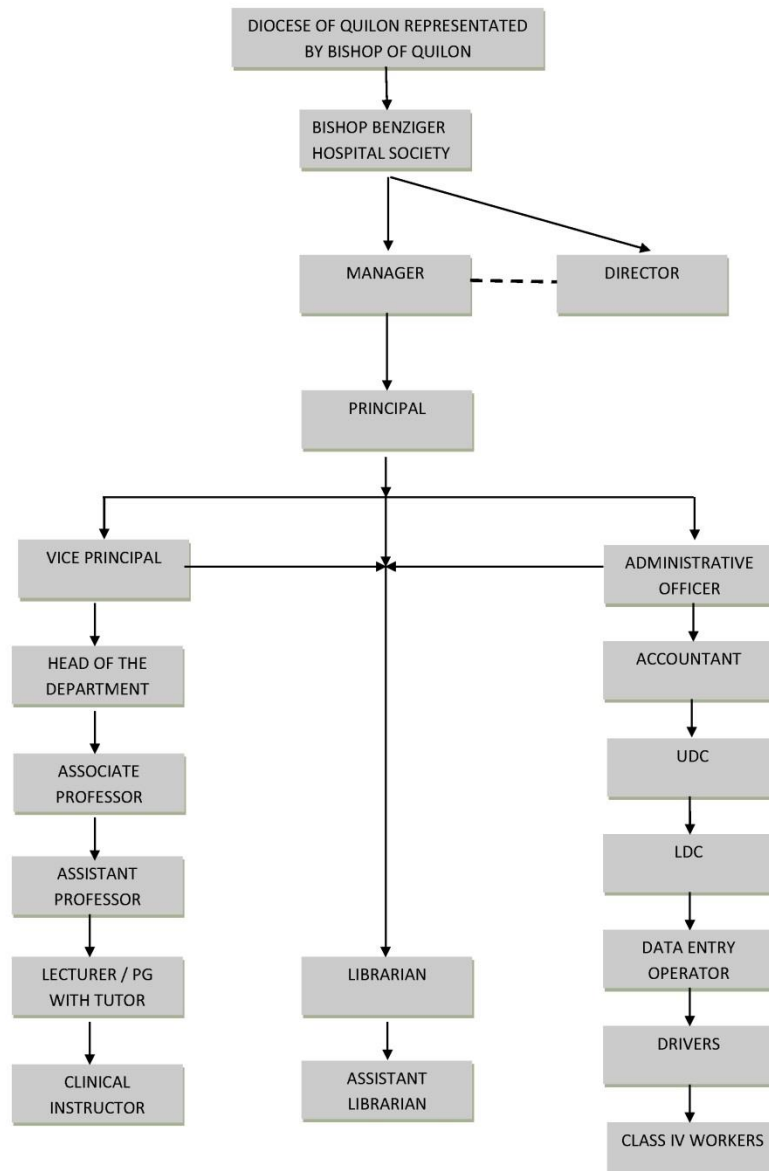 DIOCESE OF QUILON REPRESENTATED
BY BISHOP OF QUILON
BISHOP BENZIGER
HOSPITAL SOCIETY
MANAGER
DIRECTOR
PRINCIPAL
VICE PRINCIPAL
HEAD OF THE
DEPARTMENT
ASSOCIATE
PROFESSOR
ASSISTANT
PROFESSOR
LECTURER / PG
WITH TUTOR
CLINICAL
INSTRUCTOR
LIBRARIAN
ASSISTANT
LIBRARIAN
ADMINISTRATIVE
OFFICER
ACCOUNTANT
UDC
LDC
DATA ENTRY
OPERATOR
DRIVERS
CLASS IV WORKERS